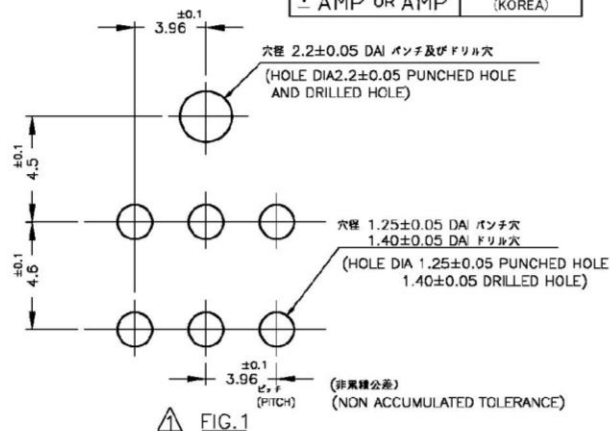 AMP OR AMP
(KOREA)
±0.1
3.96
穴径 2.2±0.05 DAI パンチ及びドリル穴
(HOLE DIA2.2±0.05 PUNCHED HOLE
AND DRILLED HOLE)
±0.1
4.5
穴径 1.25±0.05 DAI パンチ穴
1.40±0.05 DAI ドリル穴
(HOLE DIA 1.25±0.05 PUNCHED HOLE
1.40±0.05 DRILLED HOLE)
±0.1
4.6
±0.1
3.96
ピッチ
(PITCH)
(非累積公差)
(NON ACCUMULATED TOLERANCE)
1 FIG.1